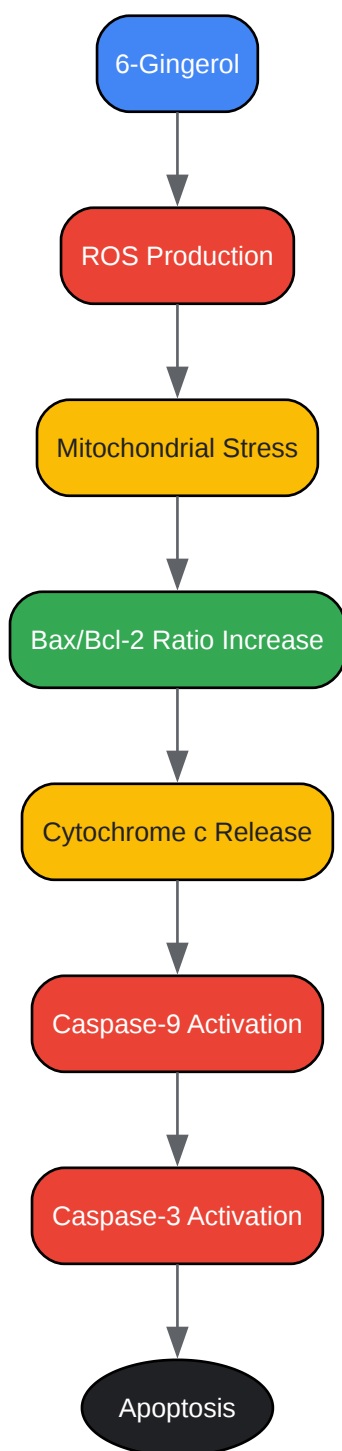 6-Gingerol
ROS Production
Mitochondrial Stress
Bax/Bcl-2 Ratio Increase
Cytochrome c Release
Caspase-9 Activation
Caspase-3 Activation
Apoptosis